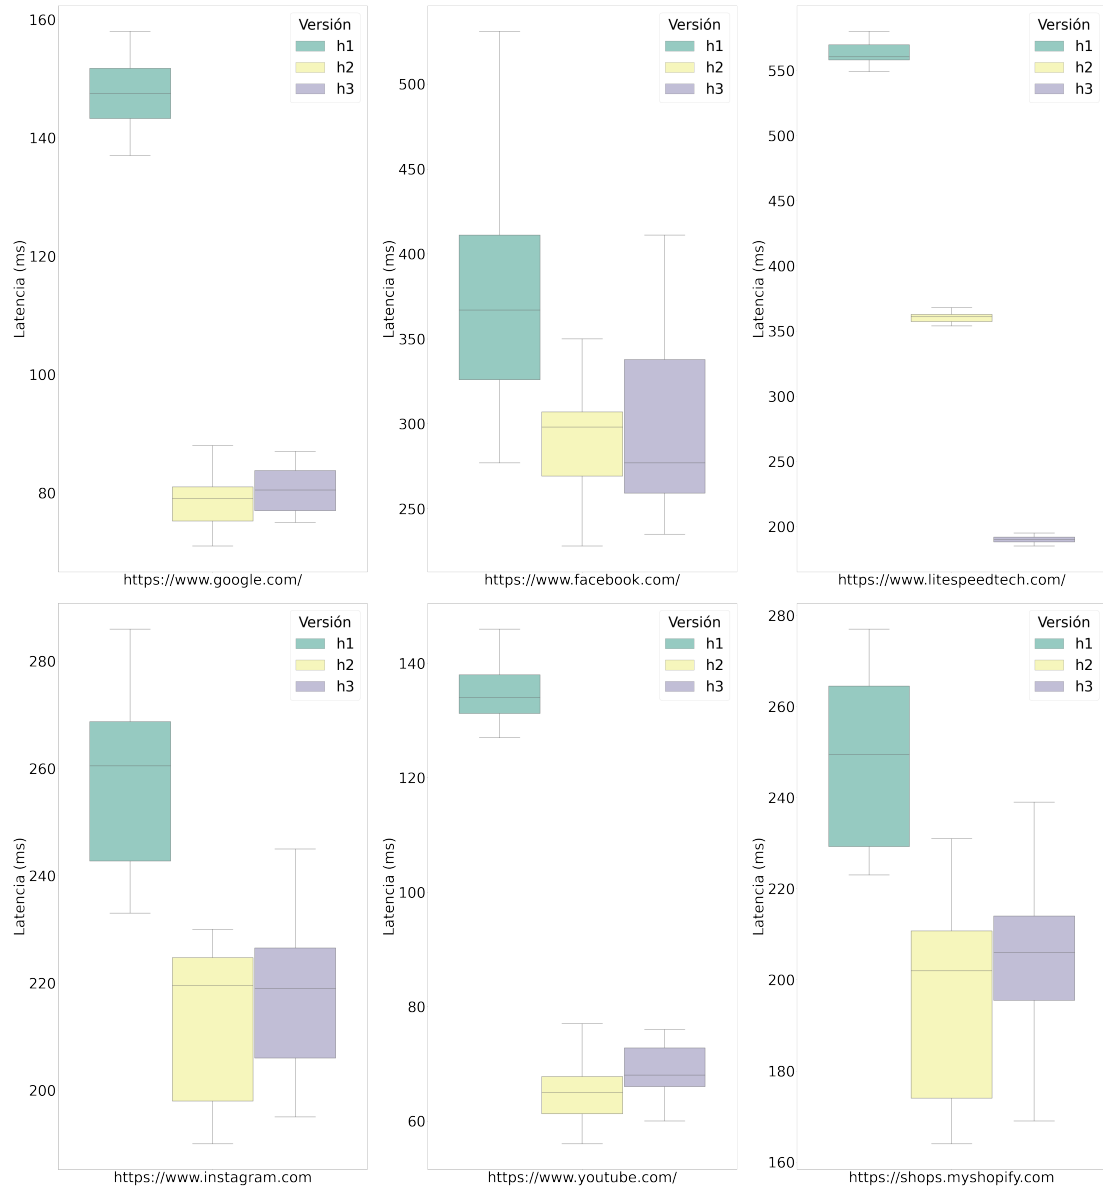 Latencia (ms)
160
140
120
100
80
Versión
h1
h2
h3
https://www.google.com/
Latencia (ms)
500
450
400
350
300
250
Versión
h1
h2
h3
https://www.facebook.com/
Latencia (ms)
550
500
450
400
350
300
250
200
Versión
h1
h2
h3
https://www.litespeedtech.com/
Latencia (ms)
280
260
240
220
200
Versión
h1
h2
h3
https://www.instagram.com
Latencia (ms)
140
120
100
80
60
Versión
h1
h2
h3
https://www.youtube.com/
Latencia (ms)
280
260
240
220
200
180
160
Versión
h1
h2
h3
https://shops.myshopify.com